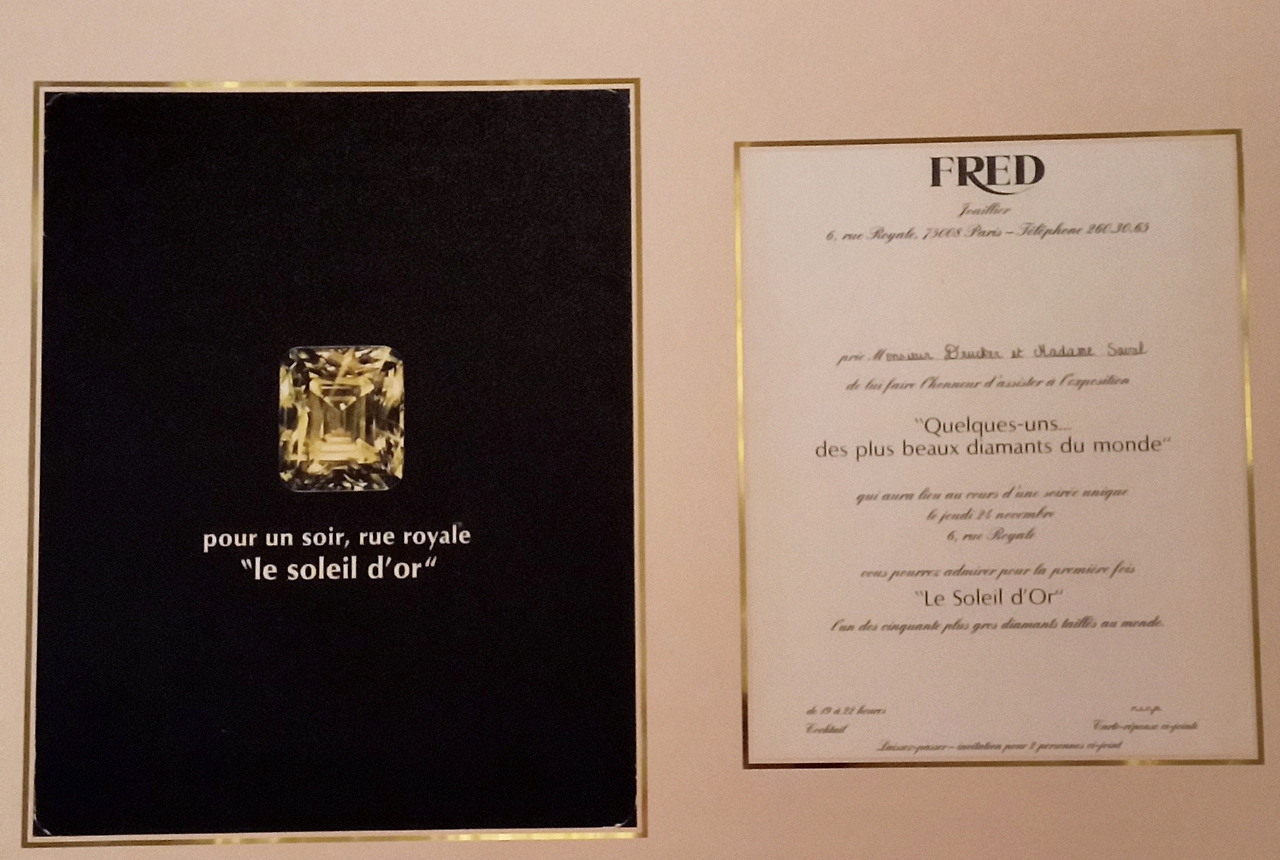 pour un soir, rue royale
"le soleil d'or"
FRED
Joaillier
6, rue Royale, 75008 Paris – Téléphone 260.30.65
prie Monsieur Drucker et Madame Saval
de lui faire l'honneur d'assister à l'exposition
"Quelques-uns...
des plus beaux diamants du monde"
qui aura lieu au cours d'une soirée unique
le jeudi 24 novembre
6, rue Royale
vous pourrez admirer pour la première fois
"Le Soleil d'Or"
l'un des cinquante plus gros diamants taillés au monde.
de 19 à 22 heures
Cocktail
r.s.v.p.
Carte-réponse ci-jointe
Laissez-passer – invitation pour 2 personnes ci-joint